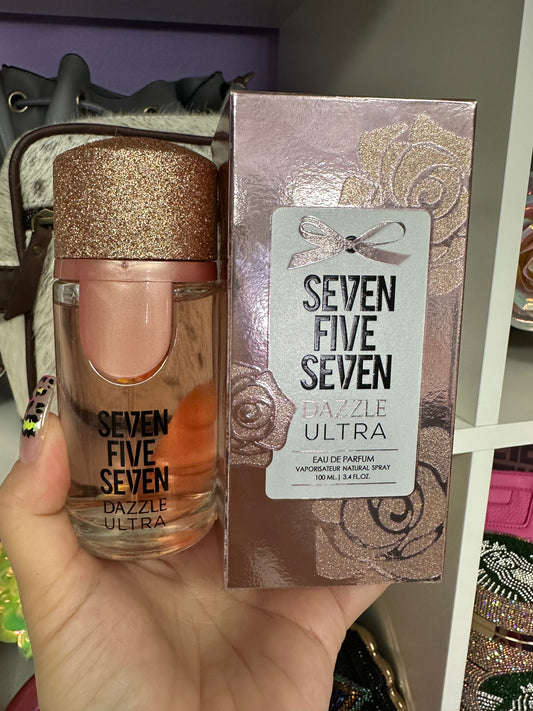 SEVEN
FIVE
SEVEN
DAZZLE
ULTRA
SEVEN
FIVE
SEVEN
DAZZLE
ULTRA
EAU DE PARFUM
VAPORISATEUR NATURAL SPRAY
100 ML. | 3.4 FL.OZ.